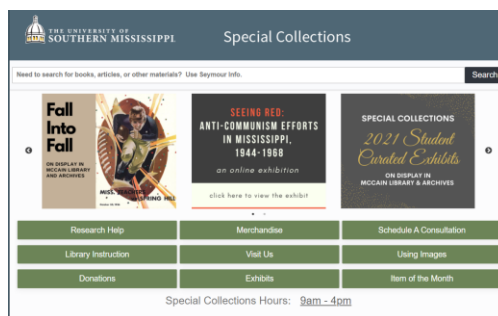 THE UNIVERSITY OF
SOUTHERN MISSISSIPPI
Special Collections
Need to search for books, articles, or other materials? Use Seymour Info.
Search
Fall
Into
Fall
ON DISPLAY IN
MCCAIN LIBRARY
AND ARCHIVES
SPRING HILL
SEEING RED:
ANTI-COMMUNISM EFFORTS
IN MISSISSIPPI,
1944-1968
an online exhibition
click here to view the exhibit
SPECIAL COLLECTIONS
2021 Student
Curated Exhibits
ON DISPLAY IN
MCCAIN LIBRARY & ARCHIVES
Research Help
Merchandise
Schedule A Consultation
Library Instruction
Visit Us
Using Images
Donations
Exhibits
Item of the Month
Special Collections Hours: 9am - 4pm